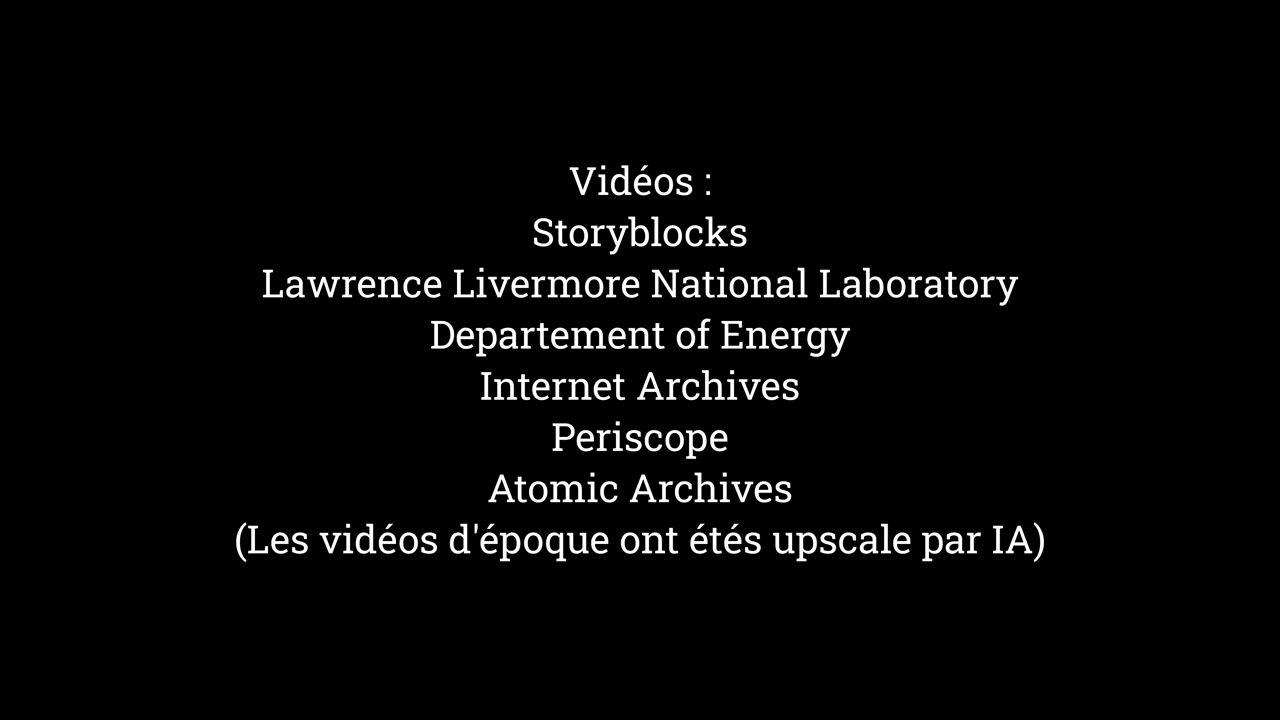 Vidéos :
Storyblocks
Lawrence Livermore National Laboratory
Departement of Energy
Internet Archives
Periscope
Atomic Archives
(Les vidéos d'époque ont étés upscale par IA)